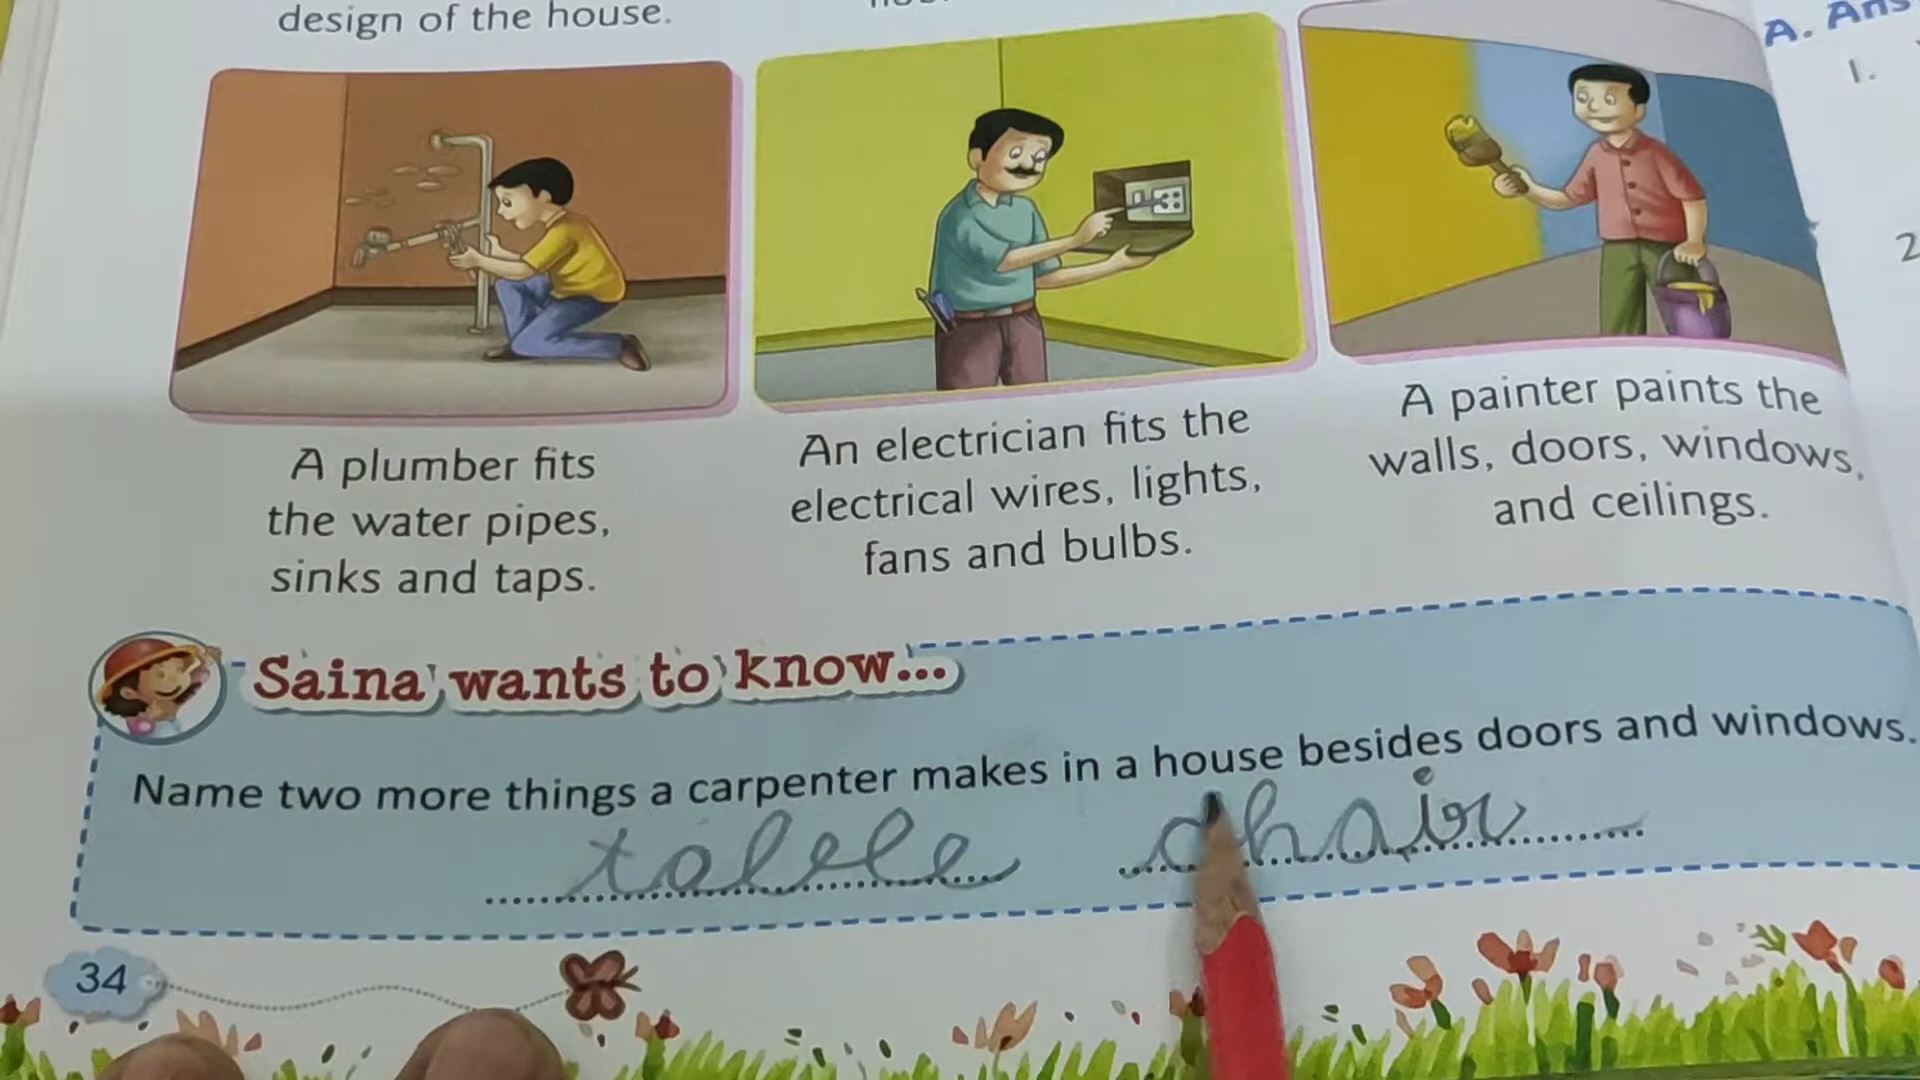 design of the house.
A. Ans
1.
2
A plumber fits
the water pipes,
sinks and taps.
An electrician fits the
electrical wires, lights,
fans and bulbs.
A painter paints the
walls, doors, windows,
and ceilings.
Saina wants to know...
Name two more things a carpenter makes in a house besides doors and windows.
table chair
34